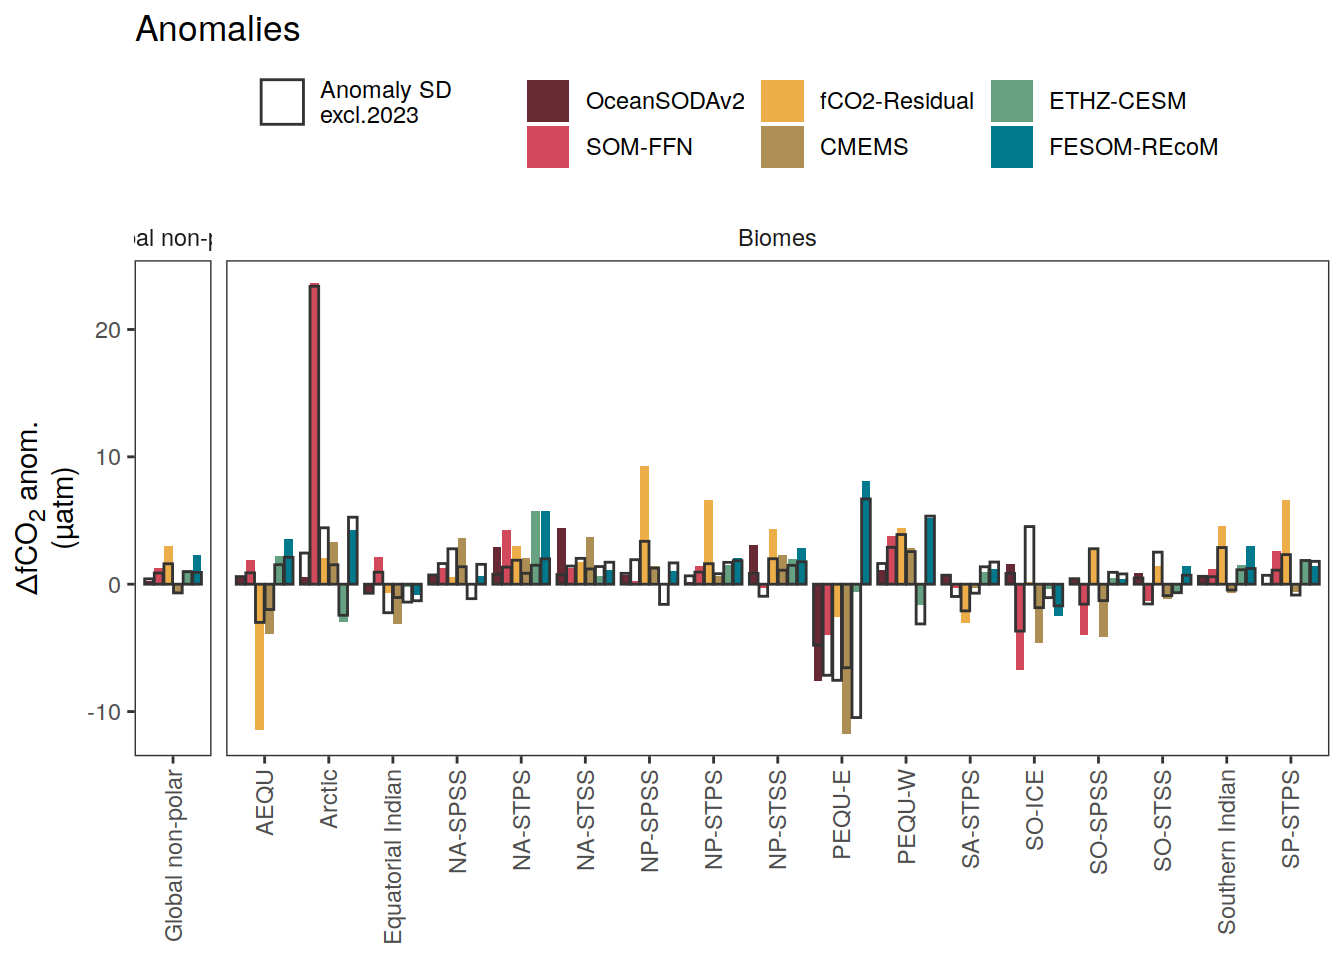 Anomalies
Anomaly SD
excl.2023
OceanSODAv2
SOM-FFN
fCO2-Residual
CMEMS
ETHZ-CESM
FESOM-REcoM
bal non-p
Biomes
ΔfCO₂ anom.
(µatm)
20
10
0
-10
Global non-polar
AEQU
Arctic
Equatorial Indian
NA-SPSS
NA-STPS
NA-STSS
NP-SPSS
NP-STPS
NP-STSS
PEQU-E
PEQU-W
SA-STPS
SO-ICE
SO-SPSS
SO-STSS
Southern Indian
SP-STPS